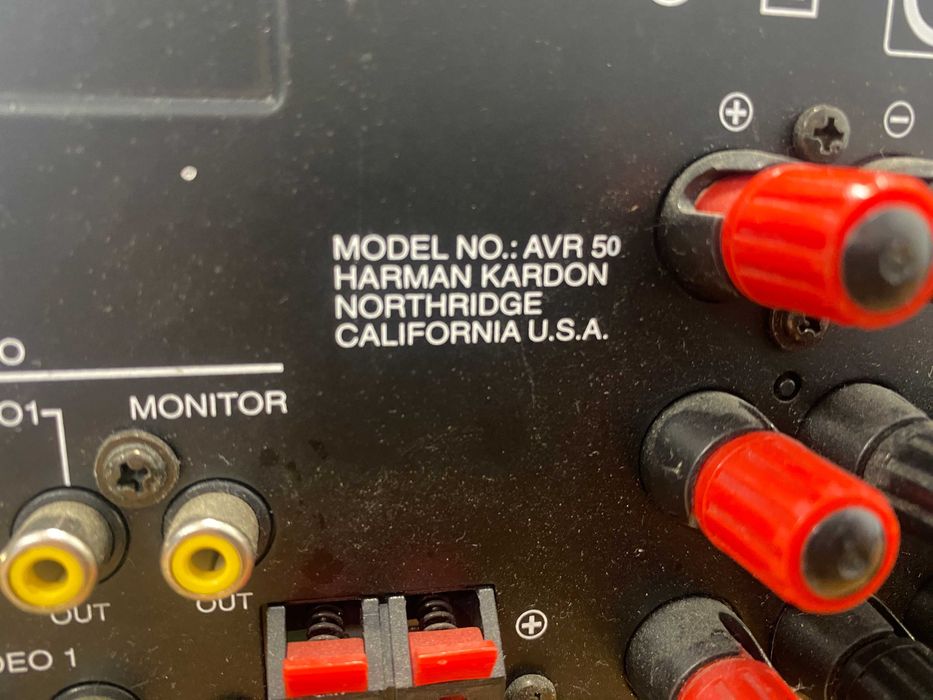 MODEL NO.: AVR 50
HARMAN KARDON
NORTHRIDGE
CALIFORNIA U.S.A.
MONITOR
OUT
OUT